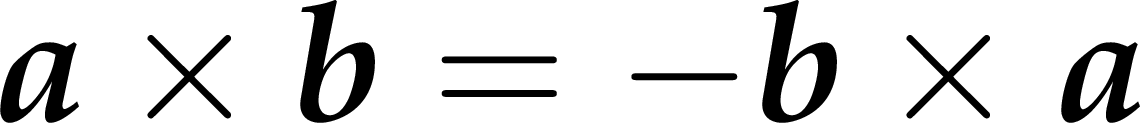 a × b = −b × a